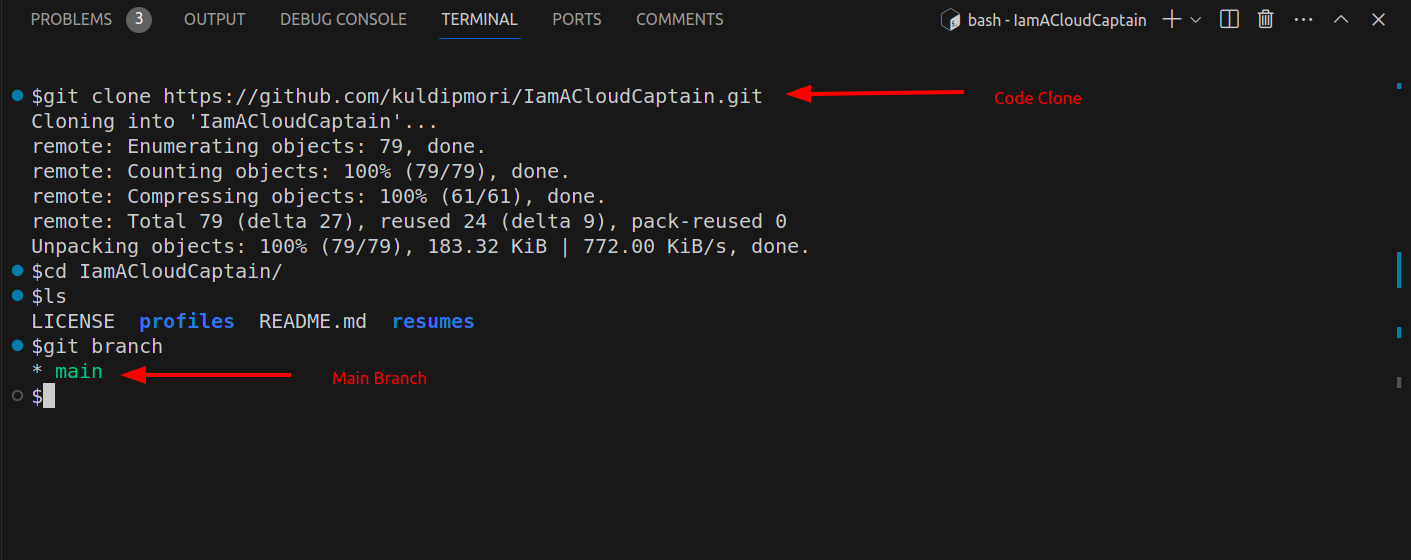 PROBLEMS 3 OUTPUT DEBUG CONSOLE TERMINAL PORTS COMMENTS bash - IamACloudCaptain
$git clone https://github.com/kuldipmori/IamACloudCaptain.git Code Clone
Cloning into 'IamACloudCaptain'...
remote: Enumerating objects: 79, done.
remote: Counting objects: 100% (79/79), done.
remote: Compressing objects: 100% (61/61), done.
remote: Total 79 (delta 27), reused 24 (delta 9), pack-reused 0
Unpacking objects: 100% (79/79), 183.32 KiB | 772.00 KiB/s, done.
$cd IamACloudCaptain/
$ls
LICENSE profiles README.md resumes
$git branch
* main Main Branch
$